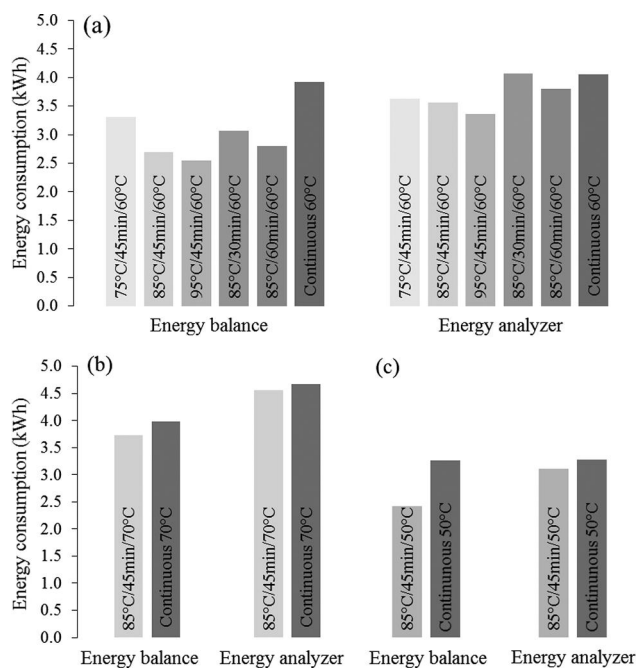 (a)
Energy consumption (kWh)
5.0
4.5
4.0
3.5
3.0
2.5
2.0
1.5
1.0
0.5
0.0
75°C/45min/60°C
85°C/45min/60°C
95°C/45min/60°C
85°C/30min/60°C
85°C/60min/60°C
Continuous 60°C
75°C/45min/60°C
85°C/45min/60°C
95°C/45min/60°C
85°C/30min/60°C
85°C/60min/60°C
Continuous 60°C
Energy balance
Energy analyzer
(b)
Energy consumption (kWh)
5.0
4.5
4.0
3.5
3.0
2.5
2.0
1.5
1.0
0.5
0.0
85°C/45min/70°C
Continuous 70°C
85°C/45min/70°C
Continuous 70°C
Energy balance
Energy analyzer
(c)
85°C/45min/50°C
Continunous 50°C
85°C/45min/50°C
Continunous 50°C
Energy balance
Energy analyzer